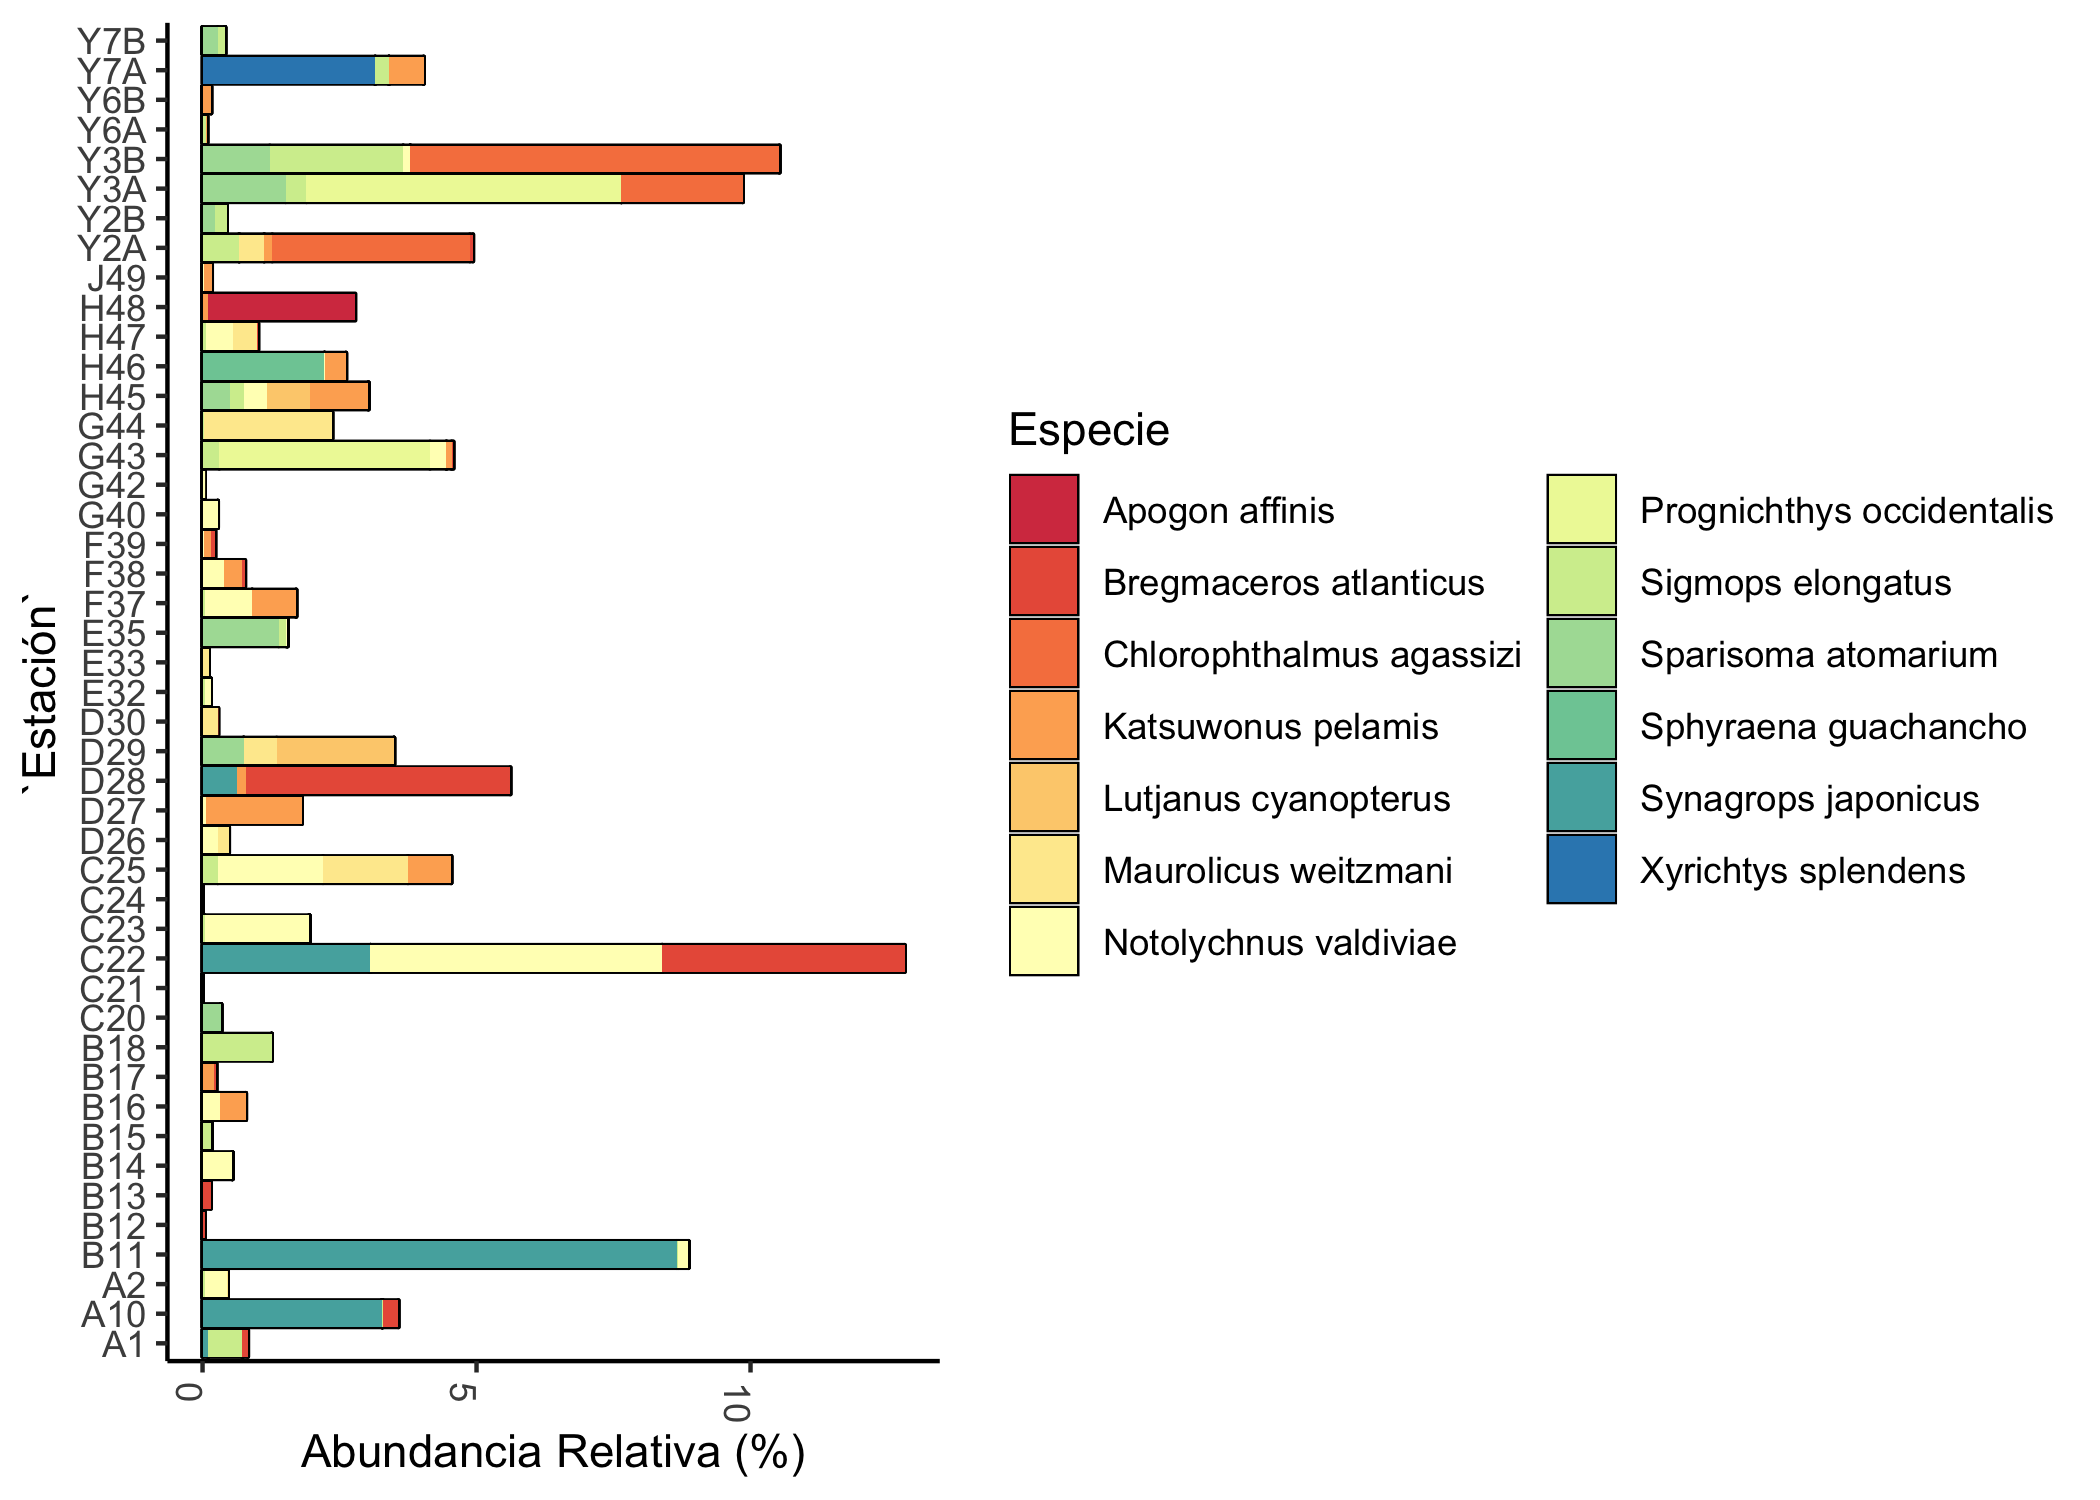 Y7B
Y7A
Y6B
Y6A
Y3B
Y3A
Y2B
Y2A
J49
H48
H47
H46
H45
G44
G43
G42
G40
F39
F38
F37
E35
E33
E32
D30
D29
D28
D27
D26
C25
C24
C23
C22
C21
C20
B18
B17
B16
B15
B14
B13
B12
B11
A2
A10
A1
`Estación`
0
5
10
Abundancia Relativa (%)
Especie
Apogon affinis
Bregmaceros atlanticus
Chlorophthalmus agassizi
Katsuwonus pelamis
Lutjanus cyanopterus
Maurolicus weitzmani
Notolychnus valdiviae
Prognichthys occidentalis
Sigmops elongatus
Sparisoma atomarium
Sphyraena guachancho
Synagrops japonicus
Xyrichtys splendens